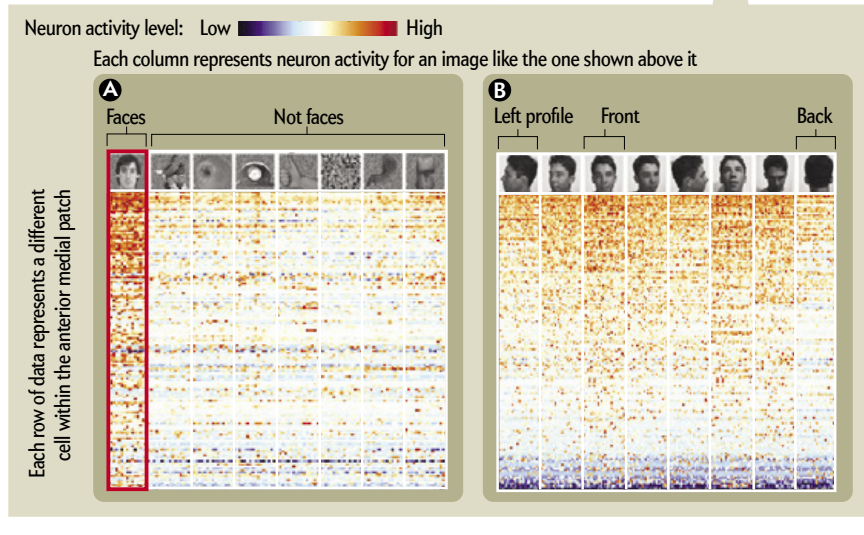 Neuron activity level: Low High
Each column represents neuron activity for an image like the one shown above it
A
Faces Not faces
B
Left profile Front Back
Each row of data represents a different
cell within the anterior medial patch